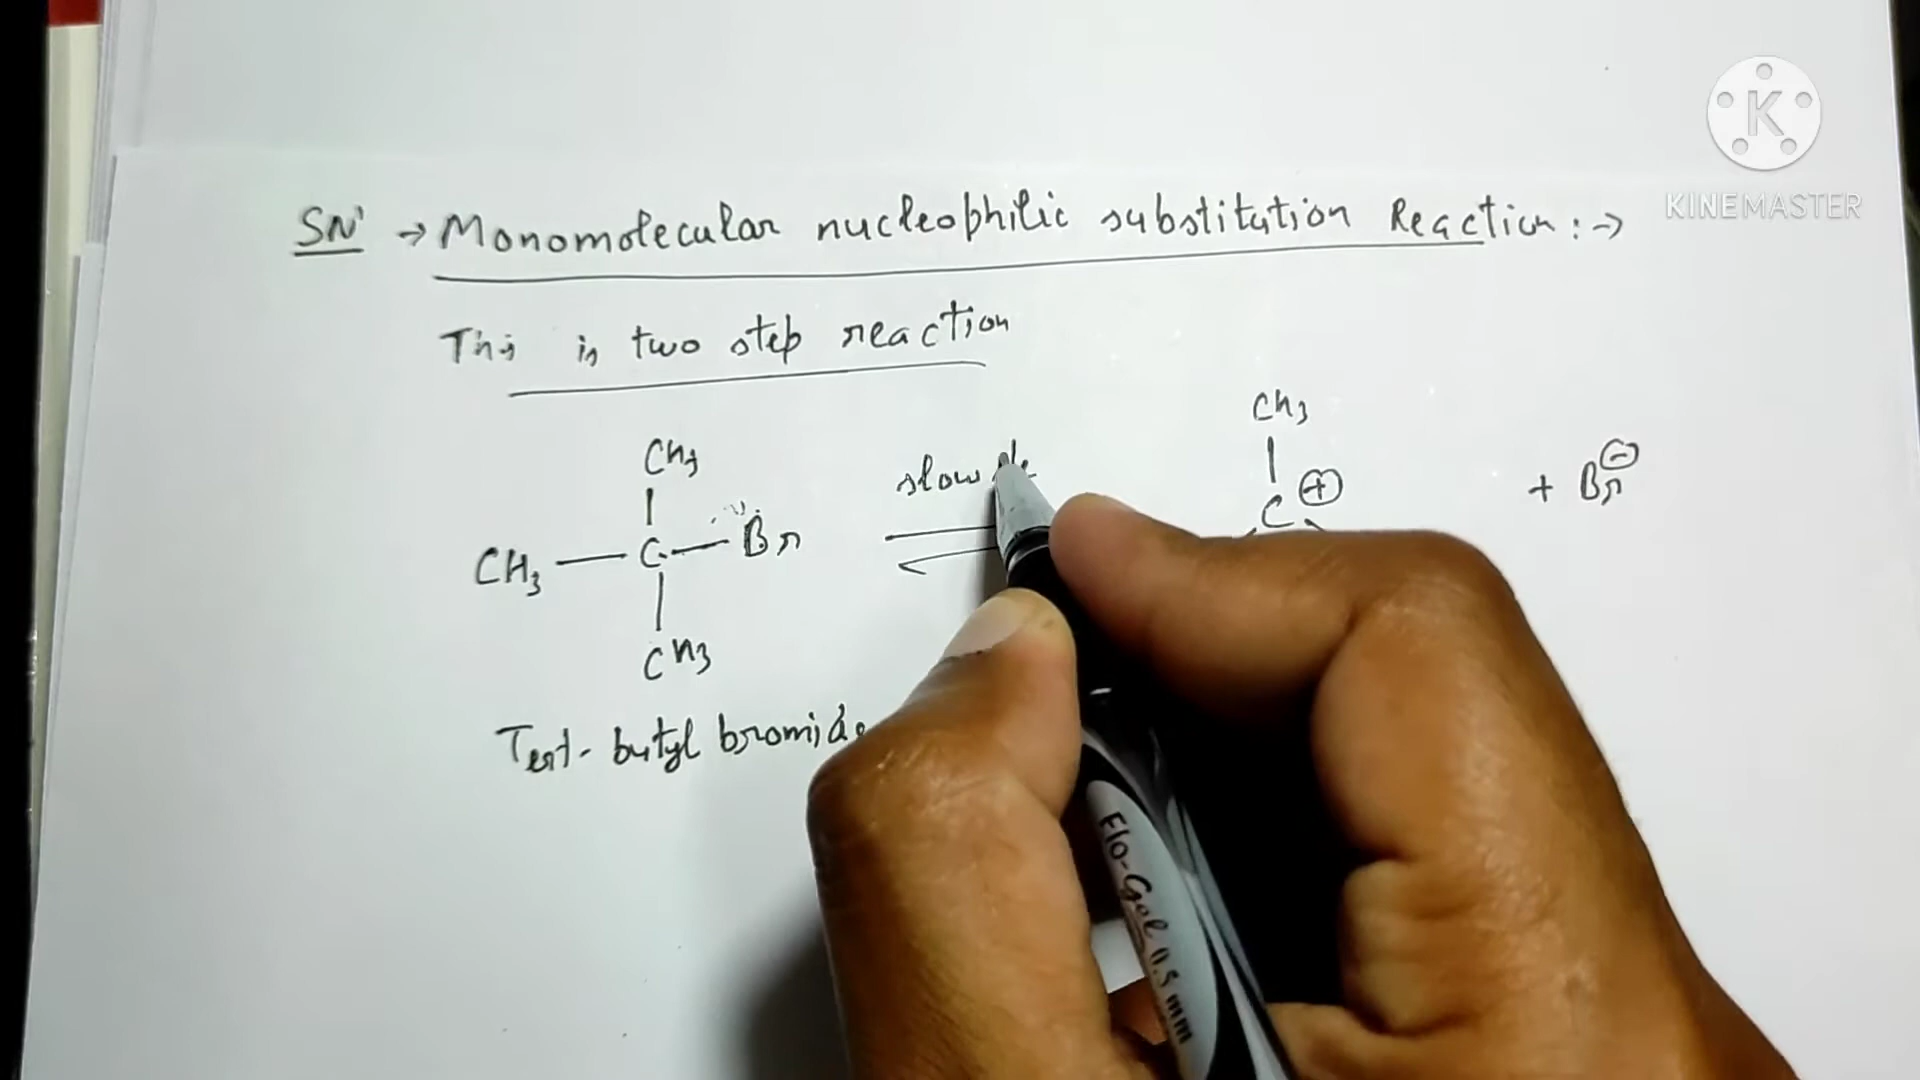 SN¹ → Monomolecular nucleophilic substitution Reaction :→
This is two step reaction
CH3
CH3
slow
C ⊕
+ Br⊖
CH3 — C — Br
CH3
Tert- butyl bromide
K
KINEMASTER
Flo-Gel 0.5 mm